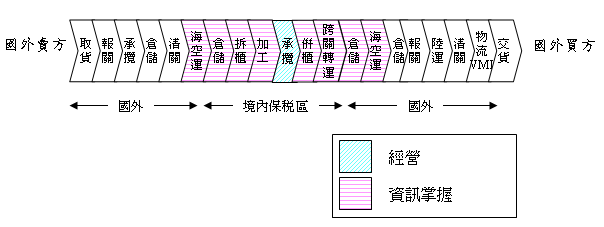 國外賣方
取貨
報關
承攬
倉儲
清關
海空運
倉儲
拆櫃
加工
承攬
併櫃
跨關轉運
倉儲
海空運
倉儲
報關
陸運
清關
物流VMI
交貨
國外買方
國外
境內保稅區
國外
經營
資訊掌握